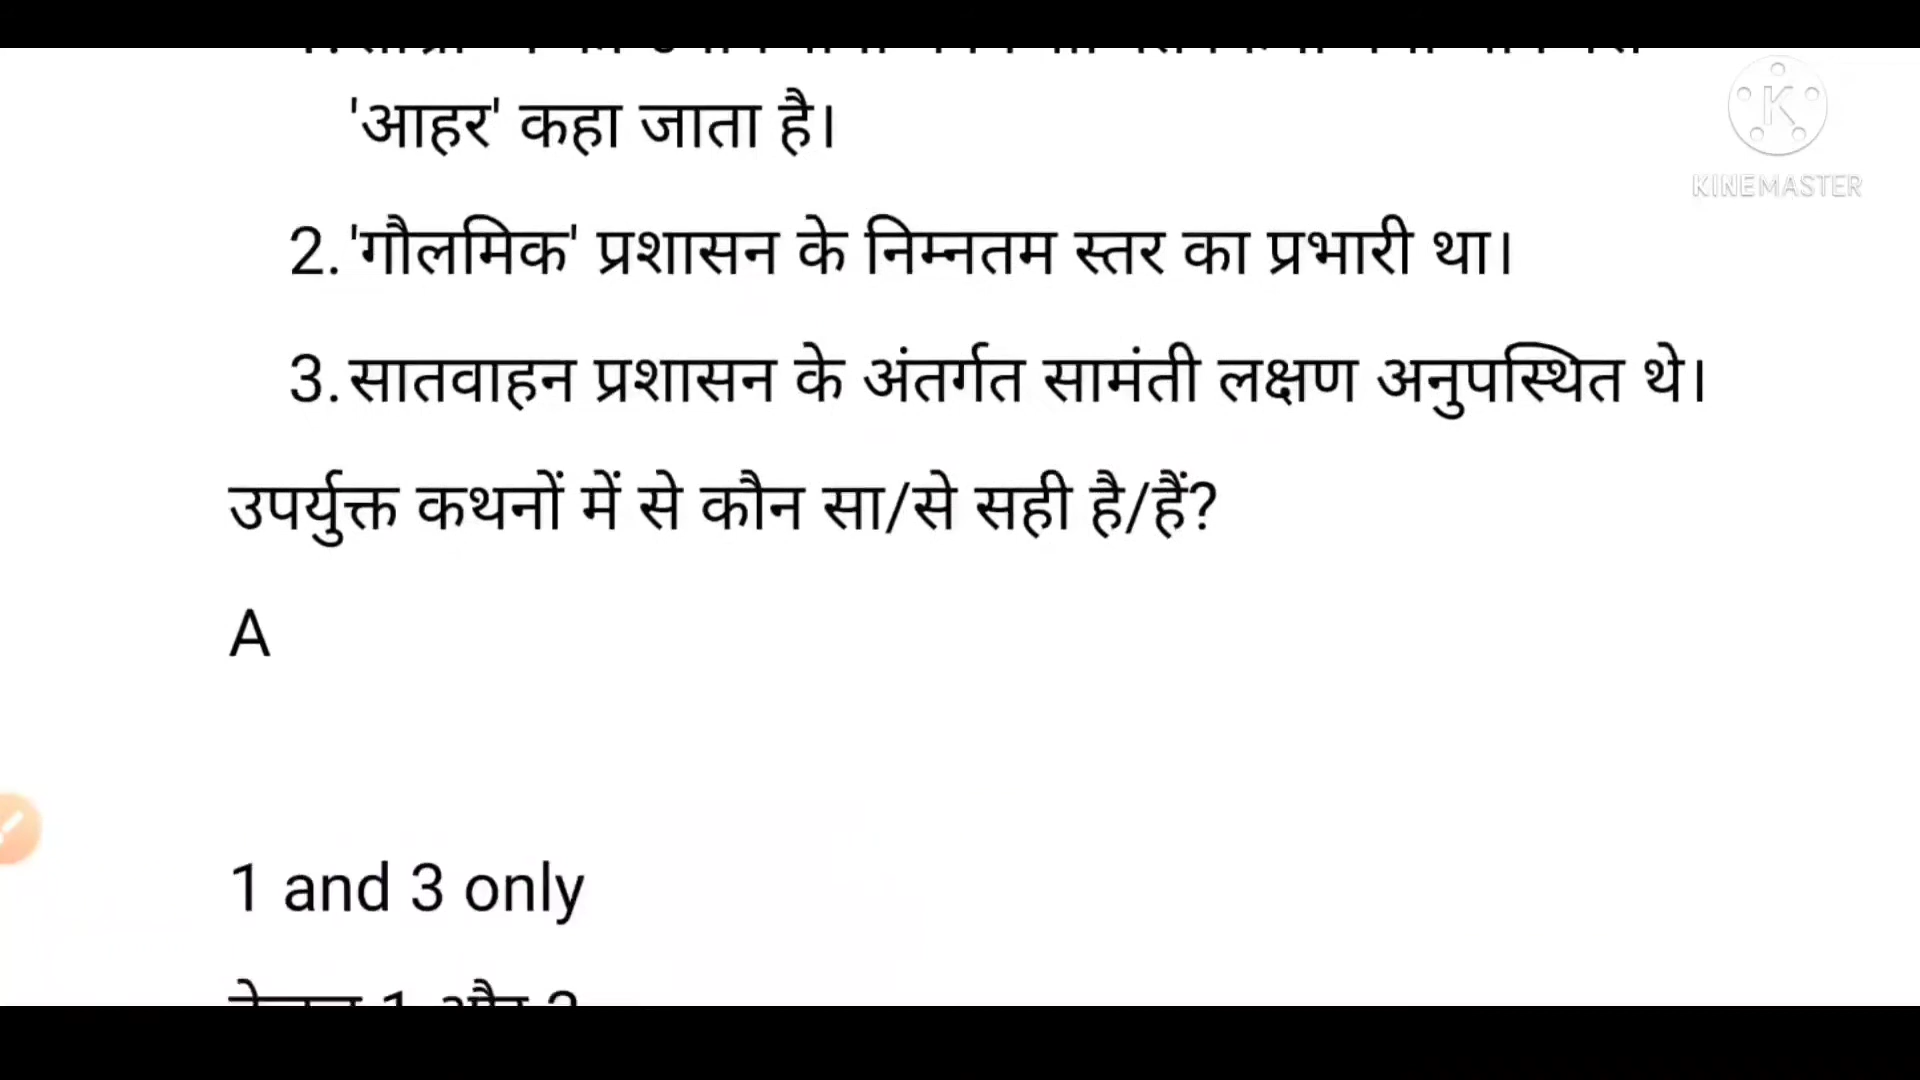 'आहर' कहा जाता है।
KINEMASTER
2. 'गौलमिक' प्रशासन के निम्नतम स्तर का प्रभारी था।
3. सातवाहन प्रशासन के अंतर्गत सामंती लक्षण अनुपस्थित थे।
उपर्युक्त कथनों में से कौन सा/से सही है/हैं?
A
1 and 3 only